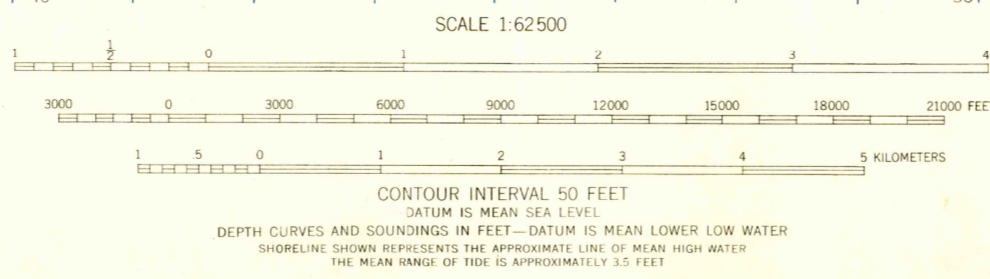 SCALE 1:62500
1 ½ 0 1 2 3 4
3000 0 3000 6000 9000 12000 15000 18000 21000 FEE
1 .5 0 1 2 3 4 5 KILOMETERS
CONTOUR INTERVAL 50 FEET
DATUM IS MEAN SEA LEVEL
DEPTH CURVES AND SOUNDINGS IN FEET—DATUM IS MEAN LOWER LOW WATER
SHORELINE SHOWN REPRESENTS THE APPROXIMATE LINE OF MEAN HIGH WATER
THE MEAN RANGE OF TIDE IS APPROXIMATELY 3.5 FEET